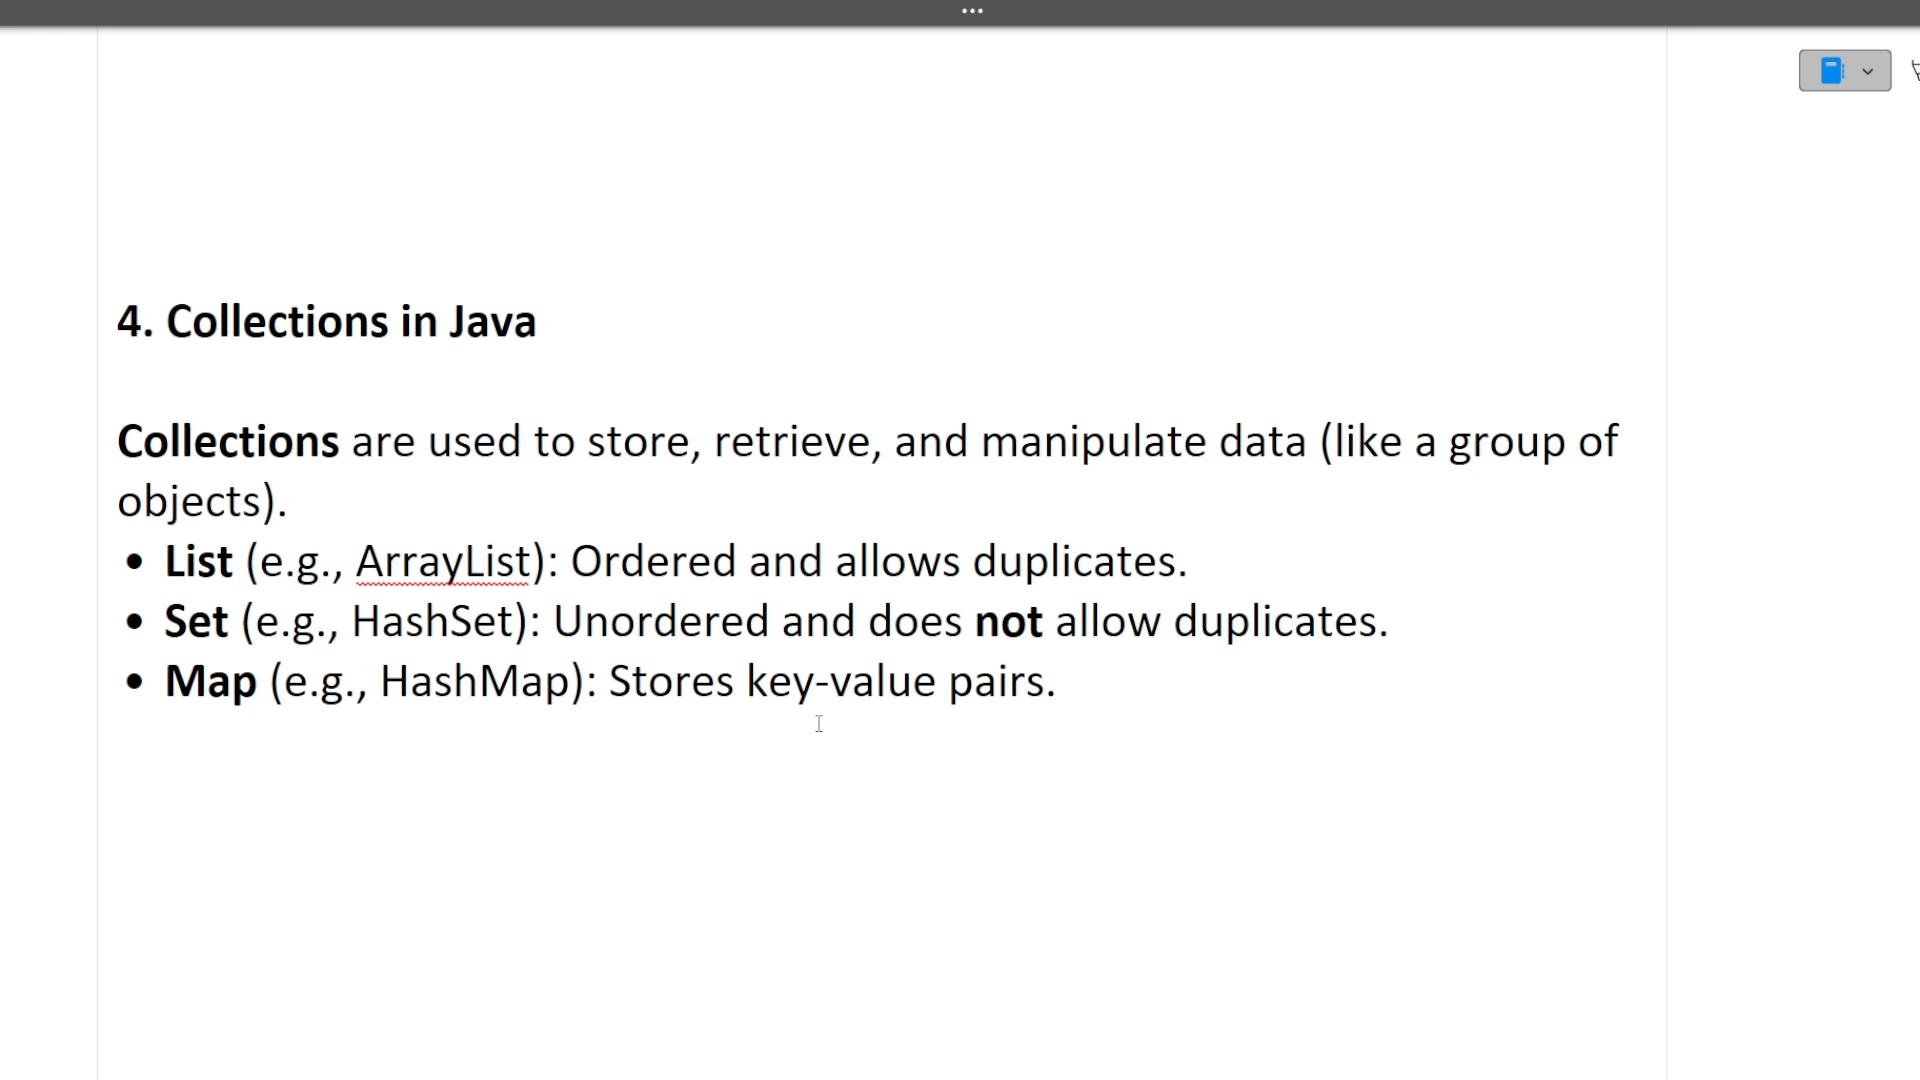 4. Collections in Java
Collections are used to store, retrieve, and manipulate data (like a group of
objects).
• List (e.g., ArrayList): Ordered and allows duplicates.
• Set (e.g., HashSet): Unordered and does not allow duplicates.
• Map (e.g., HashMap): Stores key-value pairs.